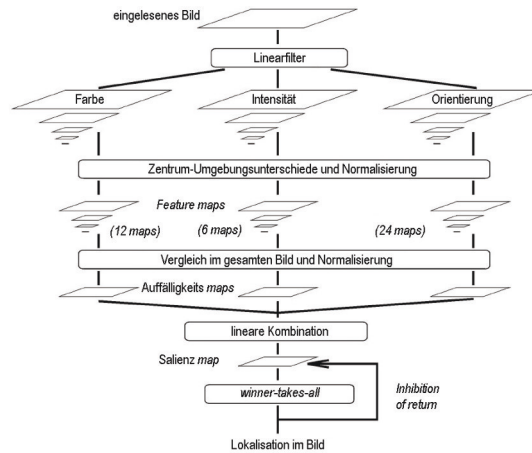 eingelesenes Bild
Linearfilter
Farbe
Intensität
Orientierung
Zentrum-Umgebungsunterschiede und Normalisierung
Feature maps
(12 maps)
(6 maps)
(24 maps)
Vergleich im gesamten Bild und Normalisierung
Auffälligkeits maps
lineare Kombination
Salienz map
winner-takes-all
Inhibition
of return
Lokalisation im Bild